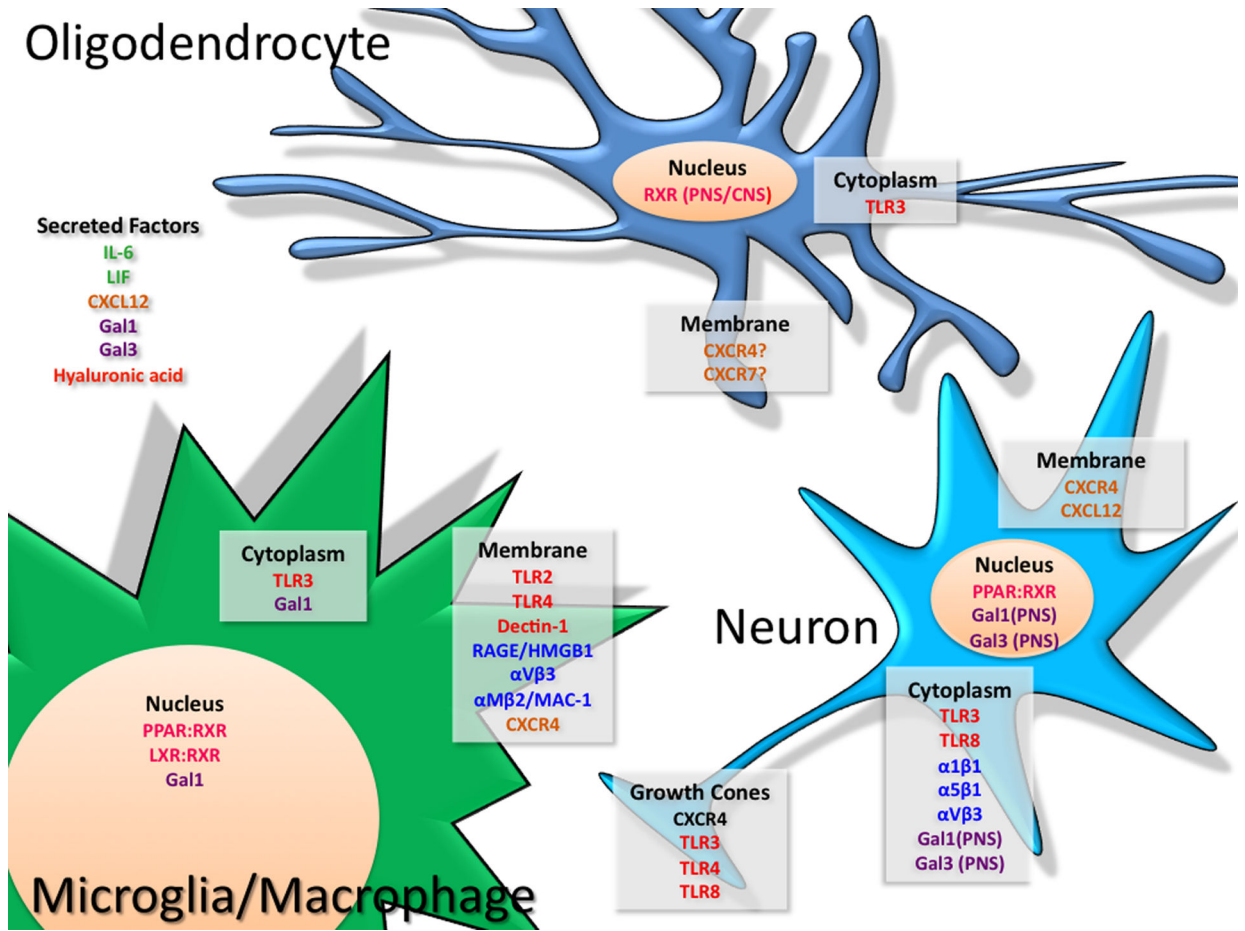 Oligodendrocyte
Nucleus
RXR (PNS/CNS)
Cytoplasm
TLR3
Membrane
CXCR4?
CXCR7?
Secreted Factors
IL-6
LIF
CXCL12
Gal1
Gal3
Hyaluronic acid
Cytoplasm
TLR3
Gal1
Membrane
TLR2
TLR4
Dectin-1
RAGE/HMGB1
αVβ3
αMβ2/MAC-1
CXCR4
Nucleus
PPAR:RXR
LXR:RXR
Gal1
Microglia/Macrophage
Neuron
Membrane
CXCR4
CXCL12
Nucleus
PPAR:RXR
Gal1(PNS)
Gal3 (PNS)
Cytoplasm
TLR3
TLR8
α1β1
α5β1
αVβ3
Gal1(PNS)
Gal3 (PNS)
Growth Cones
CXCR4
TLR3
TLR4
TLR8